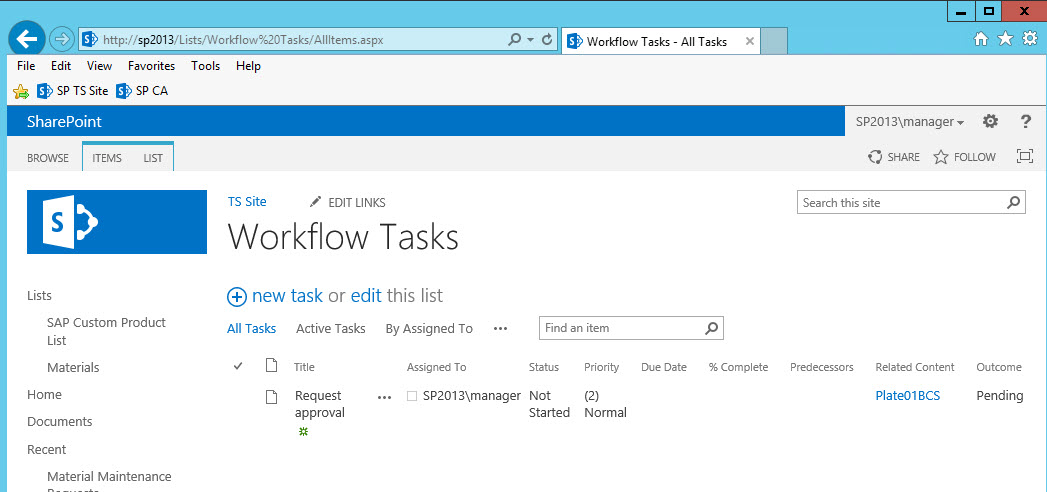 http://sp2013/Lists/Workflow%20Tasks/AllItems.aspx
Workflow Tasks - All Tasks
File Edit View Favorites Tools Help
SP TS Site SP CA
SharePoint
SP2013\manager
?
BROWSE ITEMS LIST
SHARE FOLLOW
S
TS Site EDIT LINKS
Search this site
Workflow Tasks
new task or edit this list
All Tasks Active Tasks By Assigned To ...
Find an item
Title Assigned To Status Priority Due Date % Complete Predecessors Related Content Outcome
Request ... SP2013\manager Not (2) Plate01BCS Pending
approval Started Normal
Lists
SAP Custom Product
List
Materials
Home
Documents
Recent
Material Maintenance
Requests